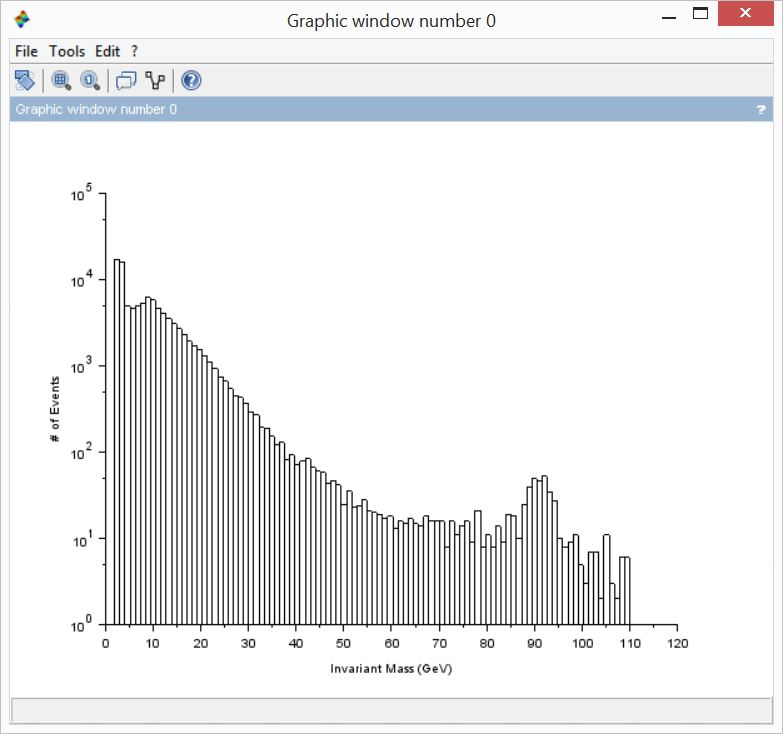 Graphic window number 0
File Tools Edit ?
Graphic window number 0 ?
10^5
10^4
10^3
10^2
10^1
10^0
# of Events
0 10 20 30 40 50 60 70 80 90 100 110 120
Invariant Mass (GeV)